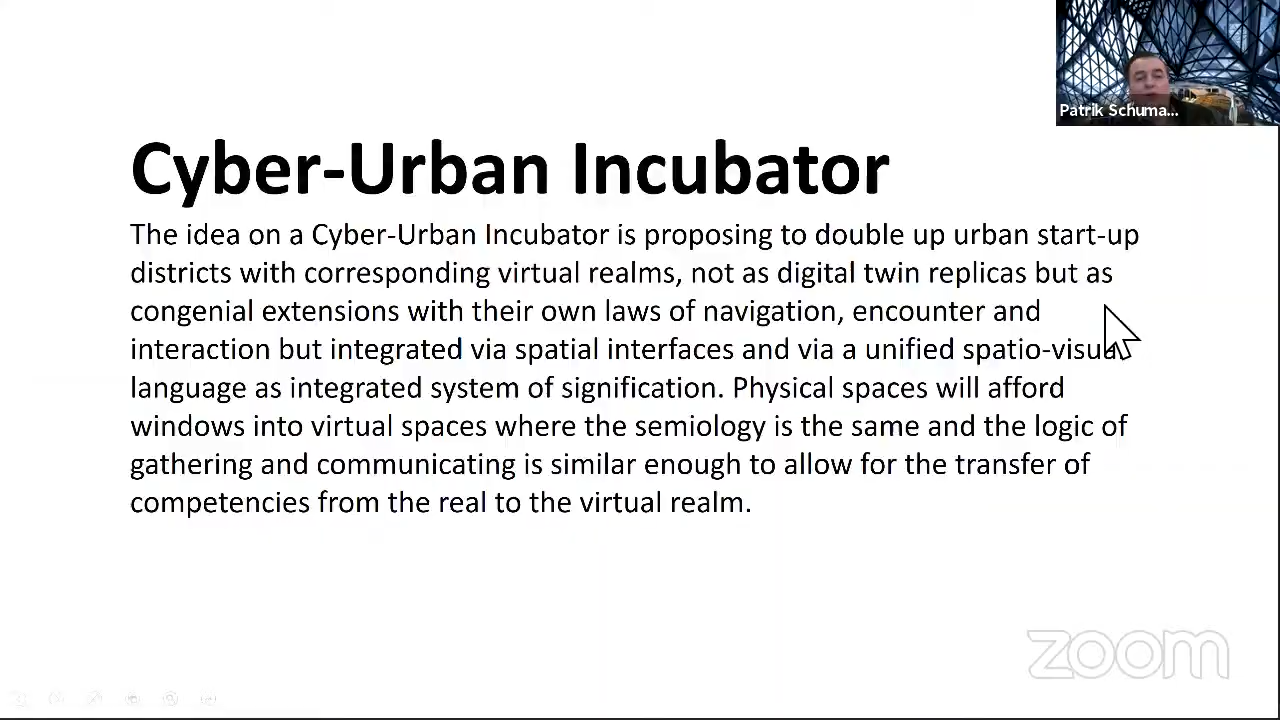 Patrik Schuma...
Cyber-Urban Incubator
The idea on a Cyber-Urban Incubator is proposing to double up urban start-up
districts with corresponding virtual realms, not as digital twin replicas but as
congenial extensions with their own laws of navigation, encounter and
interaction but integrated via spatial interfaces and via a unified spatio-visual
language as integrated system of signification. Physical spaces will afford
windows into virtual spaces where the semiology is the same and the logic of
gathering and communicating is similar enough to allow for the transfer of
competencies from the real to the virtual realm.
zoom